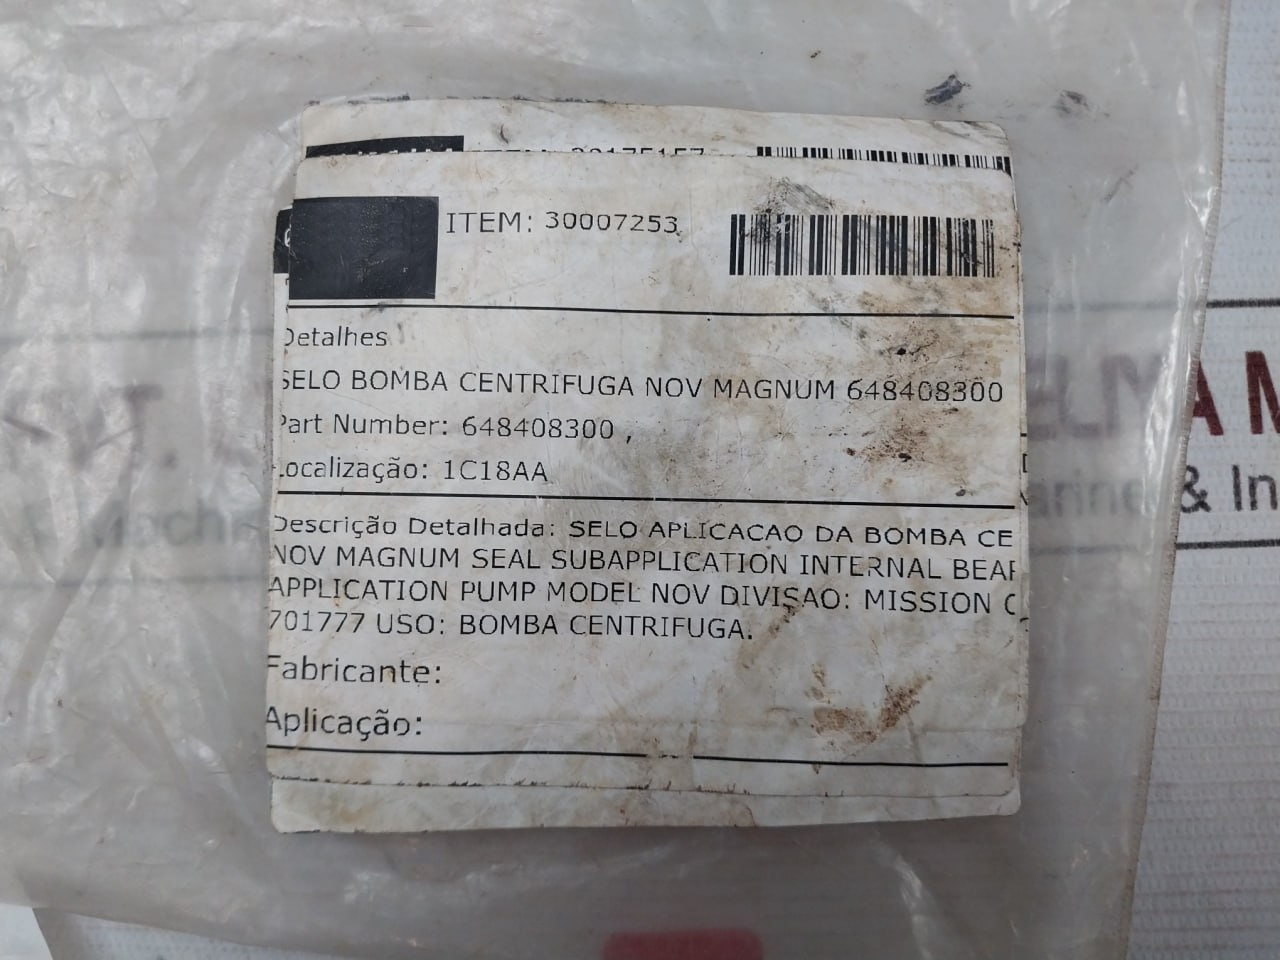 ITEM: 30007253
Detalhes
SELO BOMBA CENTRIFUGA NOV MAGNUM 648408300
Part Number: 648408300 ,
Localização: 1C18AA
Descrição Detalhada: SELO APLICACAO DA BOMBA CE
NOV MAGNUM SEAL SUBAPPLICATION INTERNAL BEAR
APPLICATION PUMP MODEL NOV DIVISAO: MISSION C
701777 USO: BOMBA CENTRIFUGA.
Fabricante:
Aplicação:
& In